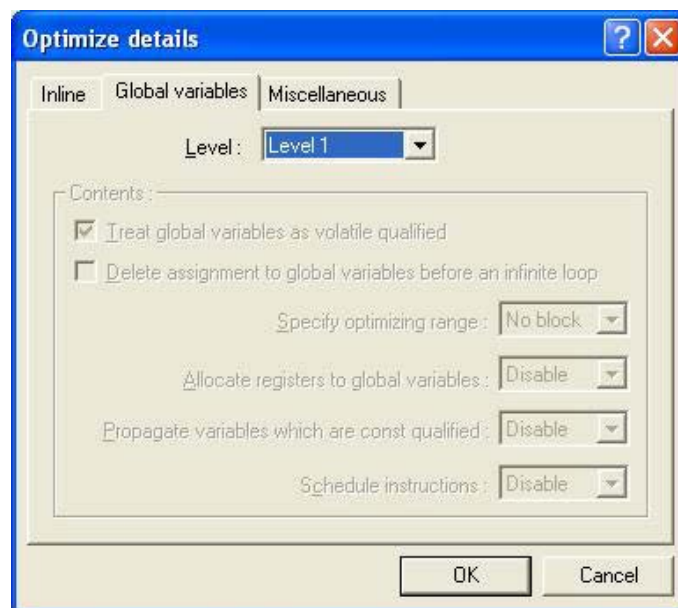 Optimize details
Inline Global variables Miscellaneous
Level : Level 1
Contents :
Treat global variables as volatile qualified
Delete assignment to global variables before an infinite loop
Specify optimizing range : No block
Allocate registers to global variables : Disable
Propagate variables which are const qualified : Disable
Schedule instructions : Disable
OK Cancel